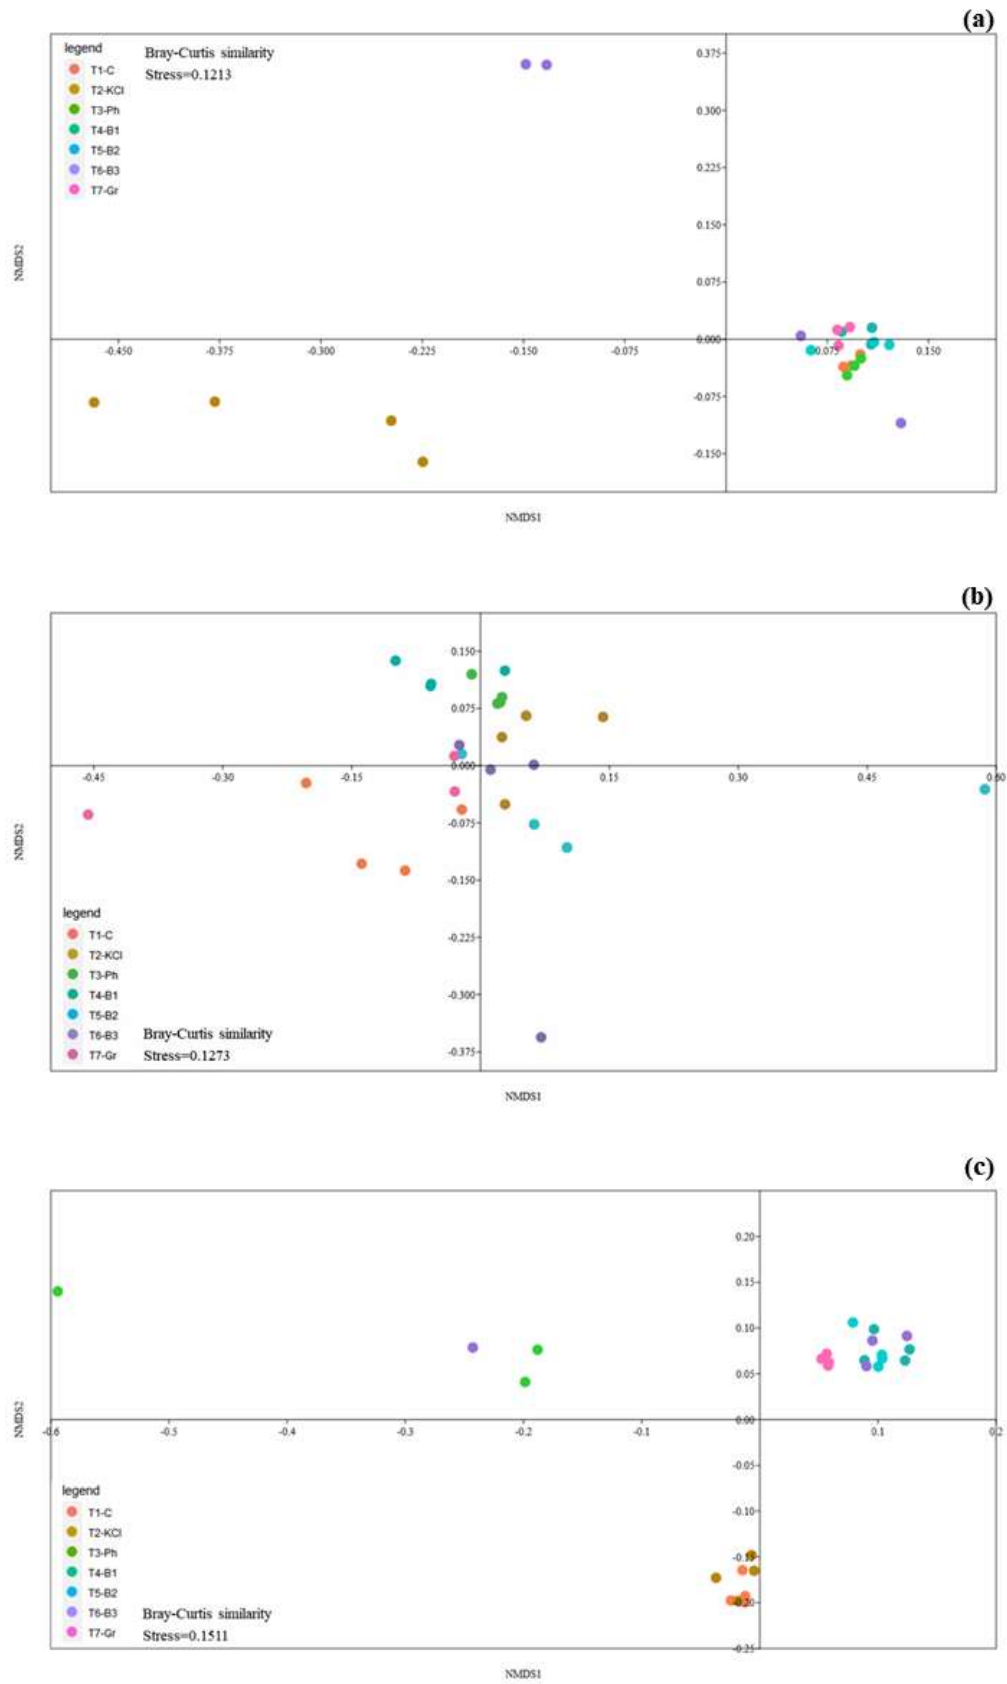 (a)
legend
T1-C
T2-KCl
T3-Ph
T4-B1
T5-B2
T6-B3
T7-Gr
Bray-Curtis similarity
Stress=0.1213
0.375
0.300
0.225
0.150
0.075
0.000
-0.075
-0.150
-0.450
-0.375
-0.300
-0.225
-0.150
-0.075
0.075
0.150
NMDS2
NMDS1
(b)
0.150
0.075
0.000
-0.075
-0.150
-0.225
-0.300
-0.375
-0.45
-0.30
-0.15
0.15
0.30
0.45
0.60
NMDS2
legend
T1-C
T2-KCl
T3-Ph
T4-B1
T5-B2
T6-B3
T7-Gr
Bray-Curtis similarity
Stress=0.1273
NMDS1
(c)
0.20
0.15
0.10
0.05
0.00
-0.05
-0.10
-0.15
-0.20
-0.25
-0.6
-0.5
-0.4
-0.3
-0.2
-0.1
0.1
0.2
NMDS2
legend
T1-C
T2-KCl
T3-Ph
T4-B1
T5-B2
T6-B3
T7-Gr
Bray-Curtis similarity
Stress=0.1511
NMDS1